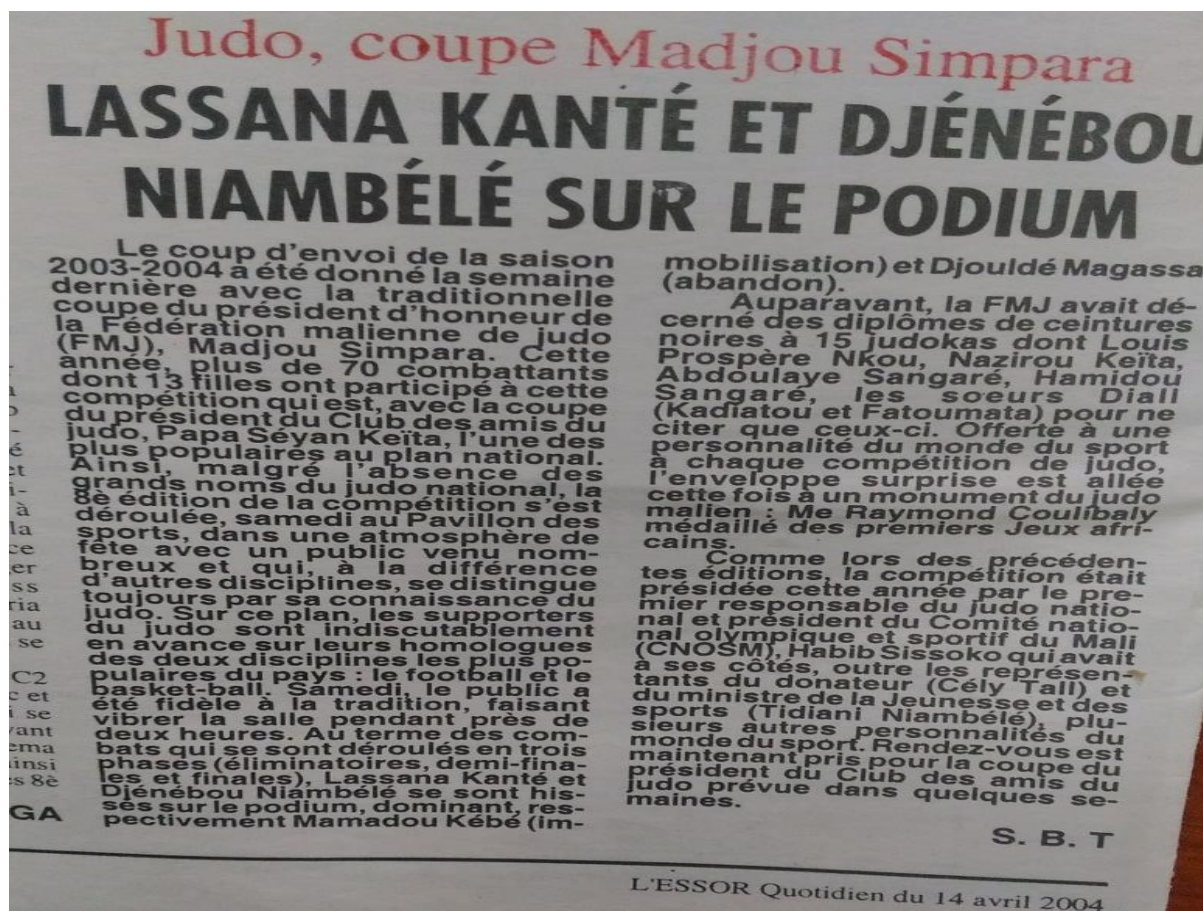 Judo, coupe Madjou Simpara
LASSANA KANTÉ ET DJÉNÉBOU
NIAMBÉLÉ SUR LE PODIUM
Le coup d'envoi de la saison
2003-2004 a été donné la semaine
dernière avec la traditionnelle
coupe du président d'honneur de
la Fédération malienne de judo
(FMJ), Madjou Simpara. Cette
année, plus de 70 combattants
dont 13 filles ont participé à cette
compétition qui est, avec la coupe
du président du Club des amis du
judo, Papa Séyan Keïta, l'une des
plus populaires au plan national.
Ainsi, malgré l'absence des
grands noms du judo national, la
8è édition de la compétition s'est
déroulée, samedi au Pavillon des
sports, dans une atmosphère de
fête avec un public venu nom-
breux et qui, à la différence
d'autres disciplines, se distingue
toujours par sa connaissance du
judo. Sur ce plan, les supporters
du judo sont indiscutablement
en avance sur leurs homologues
des deux disciplines les plus po-
pulaires du pays : le football et le
basket-ball. Samedi, le public a
été fidèle à la tradition, faisant
vibrer la salle pendant près de
deux heures. Au terme des com-
bats qui se sont déroulés en trois
phases (éliminatoires, demi-fina-
les et finales), Lassana Kanté et
Djénébou Niambélé se sont his-
sés sur le podium, dominant, res-
pectivement Mamadou Kébé (im-
mobilisation) et Djouldé Magassa
(abandon).
Auparavant, la FMJ avait dé-
cerné des diplômes de ceintures
noires à 15 judokas dont Louis
Prospère Nkou, Nazirou Keïta,
Abdoulaye Sangaré, Hamidou
Sangaré, les soeurs Diall
(Kadiatou et Fatoumata) pour ne
citer que ceux-ci. Offerte à une
personnalité du monde du sport
à chaque compétition de judo,
l'enveloppe surprise est allée
cette fois à un monument du judo
malien : Me Raymond Coulibaly
médaillé des premiers Jeux afri-
cains.
Comme lors des précéden-
tes éditions, la compétition était
présidée cette année par le pre-
mier responsable du judo natio-
nal et président du Comité natio-
nal olympique et sportif du Mali
(CNOSM), Habib Sissoko qui avait
à ses côtés, outre les représen-
tants du donateur (Cély Tall) et
du ministre de la Jeunesse et des
sports (Tidiani Niambélé), plu-
sieurs autres personnalités du
monde du sport. Rendez-vous est
maintenant pris pour la coupe du
président du Club des amis du
judo prévue dans quelques se-
maines.
S. B. T
L'ESSOR Quotidien du 14 avril 2004